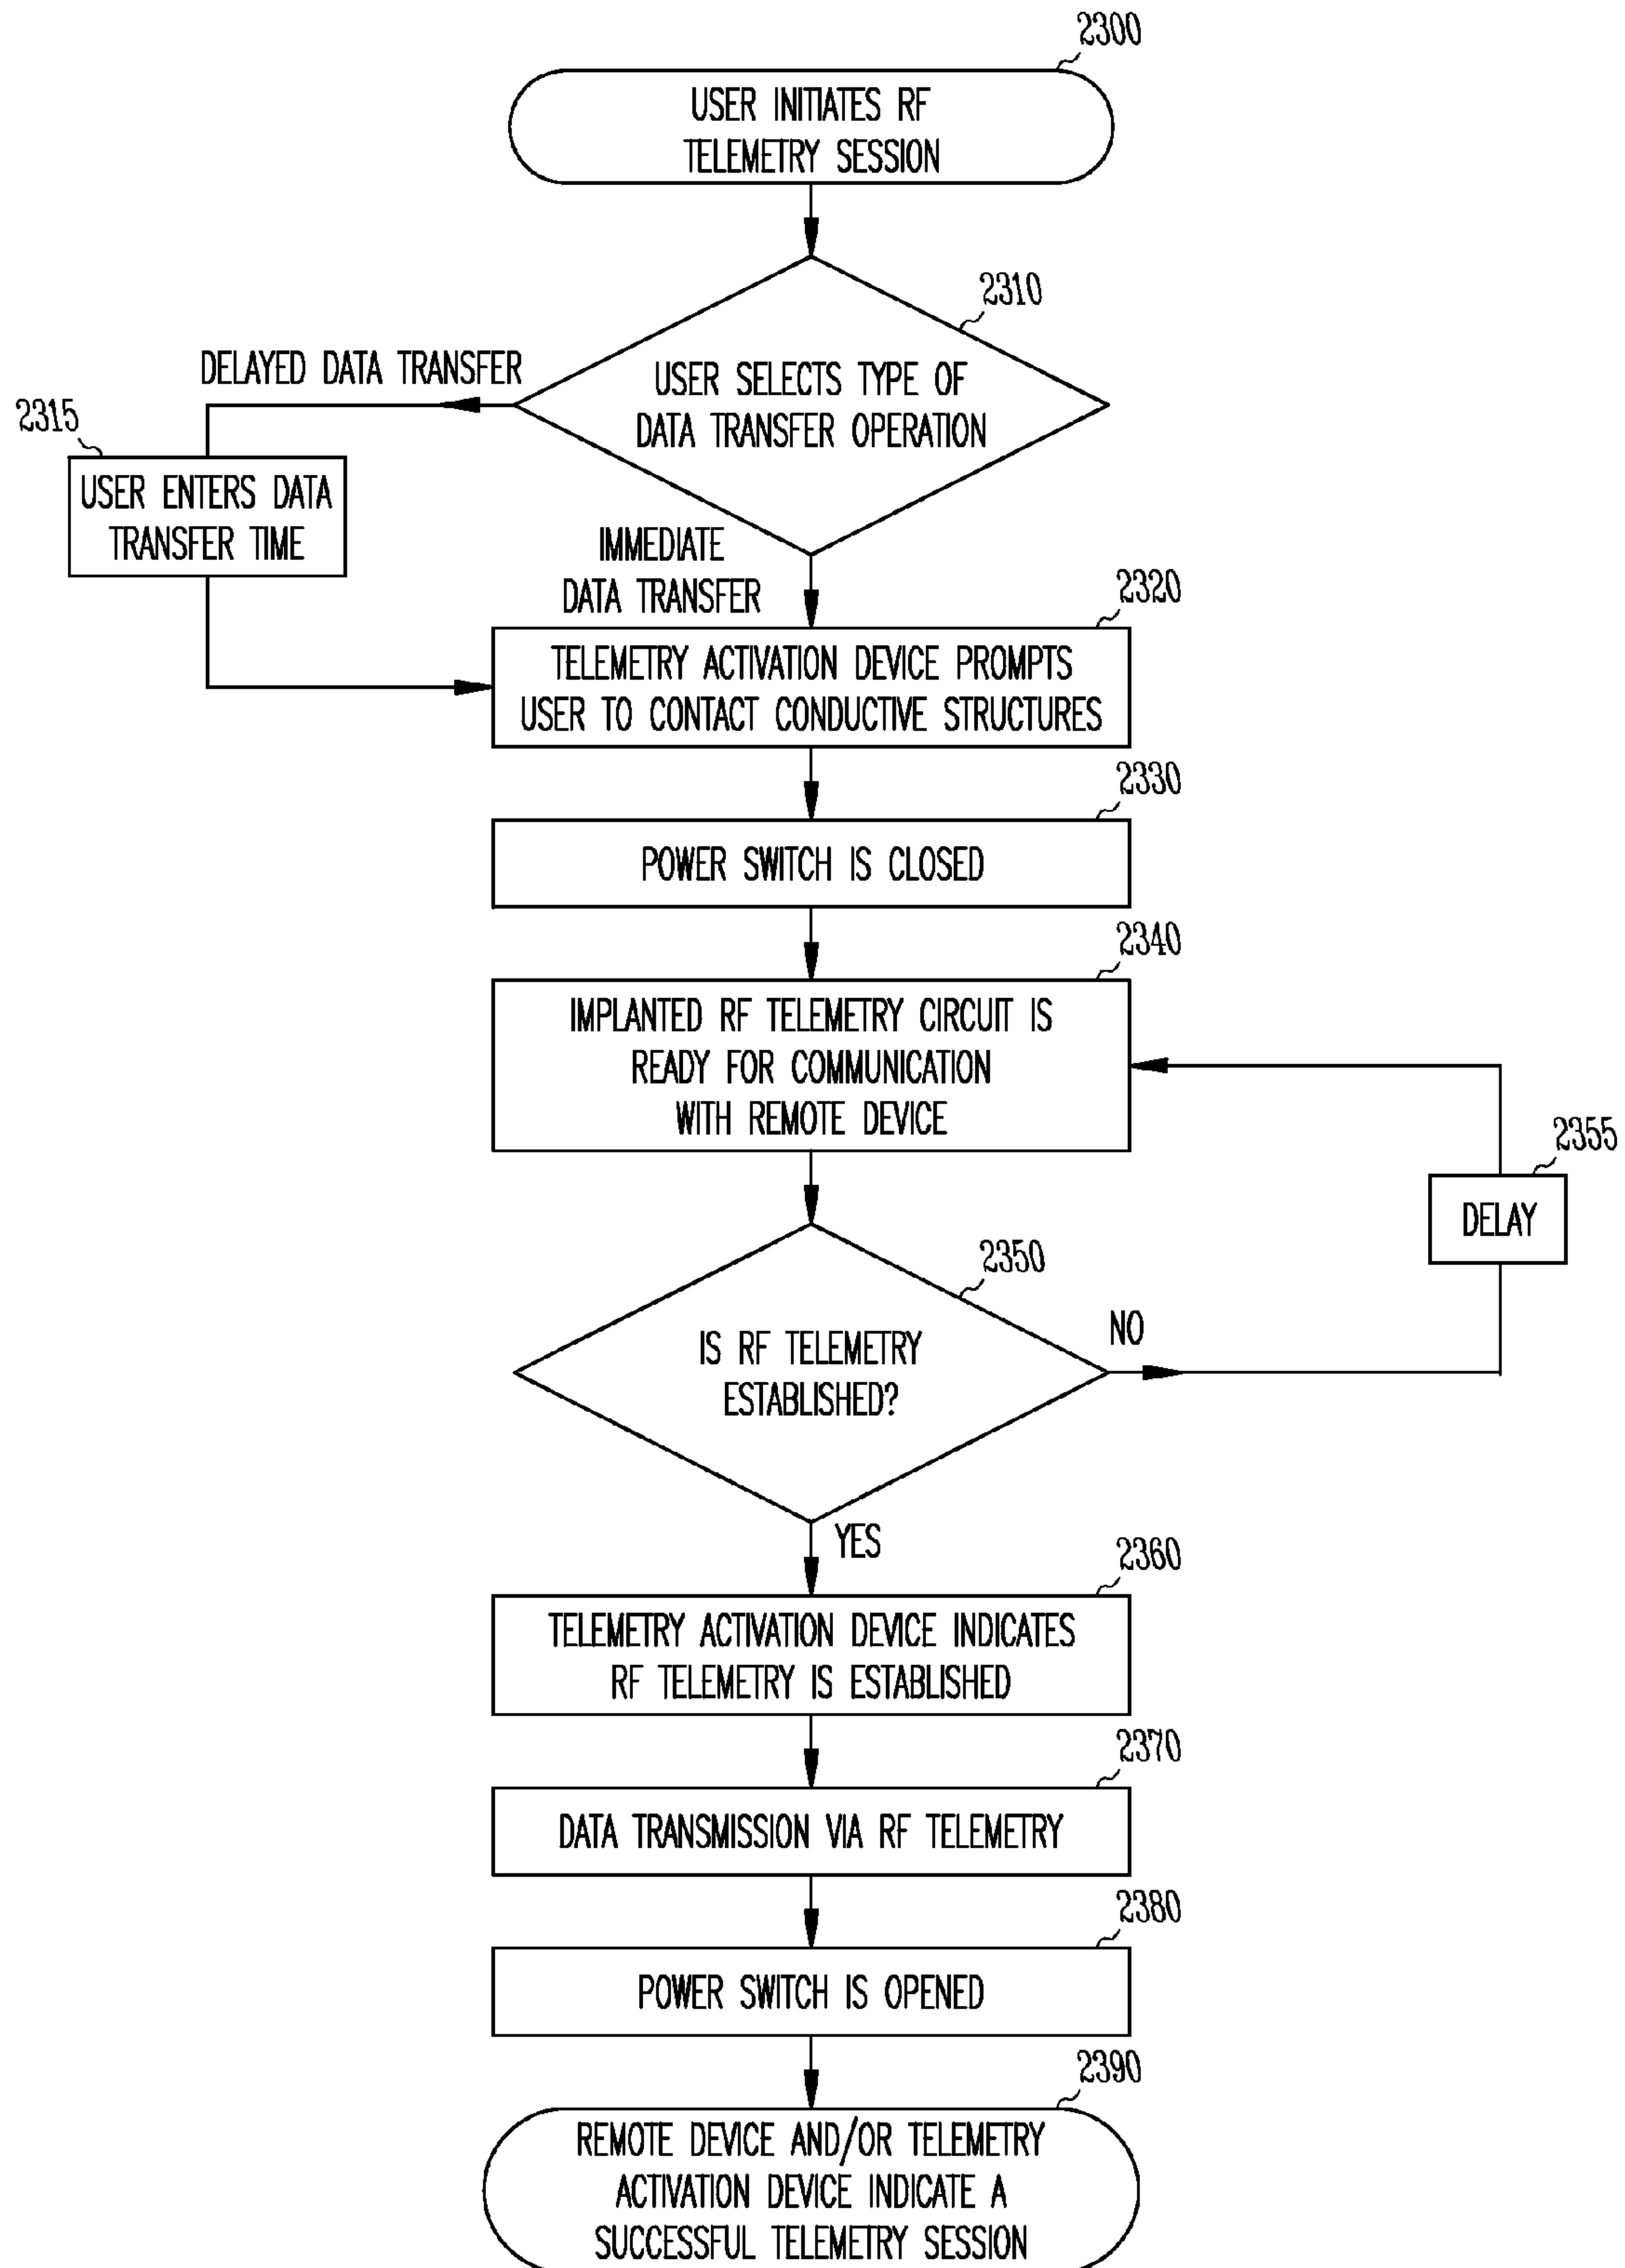 2300
USER INITIATES RF
TELEMETRY SESSION
2310
USER SELECTS TYPE OF
DATA TRANSFER OPERATION
DELAYED DATA TRANSFER
2315
USER ENTERS DATA
TRANSFER TIME
IMMEDIATE
DATA TRANSFER
2320
TELEMETRY ACTIVATION DEVICE PROMPTS
USER TO CONTACT CONDUCTIVE STRUCTURES
2330
POWER SWITCH IS CLOSED
2340
IMPLANTED RF TELEMETRY CIRCUIT IS
READY FOR COMMUNICATION
WITH REMOTE DEVICE
2355
DELAY
2350
IS RF TELEMETRY
ESTABLISHED?
NO
YES
2360
TELEMETRY ACTIVATION DEVICE INDICATES
RF TELEMETRY IS ESTABLISHED
2370
DATA TRANSMISSION VIA RF TELEMETRY
2380
POWER SWITCH IS OPENED
2390
REMOTE DEVICE AND/OR TELEMETRY
ACTIVATION DEVICE INDICATE A
SUCCESSFUL TELEMETRY SESSION